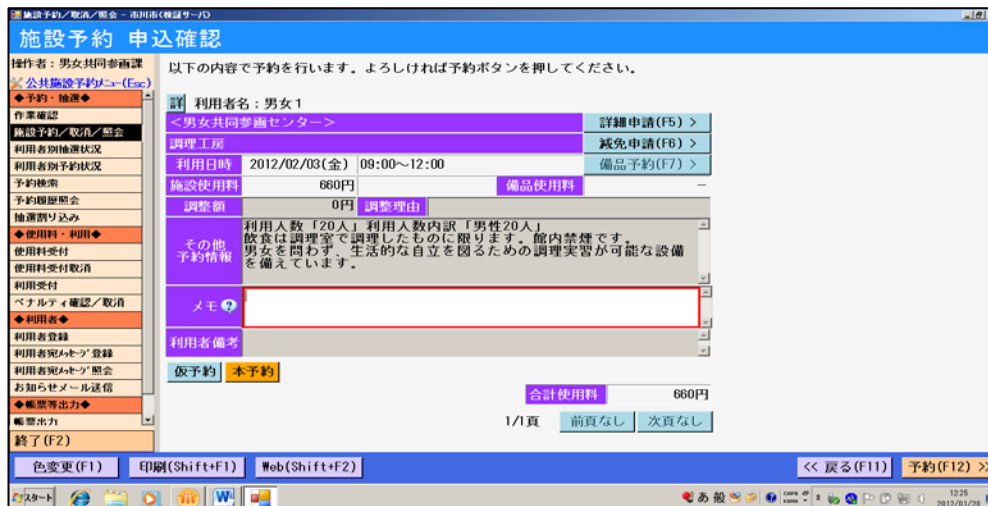 施設予約/取消/照会 - 市川市(検証サーバ)
施設予約 申込確認
操作者：男女共同参画課
公共施設予約メニュー(Esc)
◆予約・抽選◆
作業確認
施設予約/取消/照会
利用者別抽選状況
利用者別予約状況
予約検索
予約履歴照会
抽選割り込み
◆使用料・利用◆
使用料受付
使用料受付取消
利用受付
ペナルティ確認/取消
◆利用者◆
利用者登録
利用者宛メッセージ登録
利用者宛メッセージ照会
お知らせメール送信
◆帳票等出力◆
帳票出力
終了(F2)
以下の内容で予約を行います。よろしければ予約ボタンを押してください。
詳 利用者名：男女1
<男女共同参画センター> 詳細申請(F5) >
調理工房 減免申請(F6) >
利用日時 2012/02/03(金) 09:00～12:00 備品予約(F7) >
施設使用料 660円 備品使用料 －
調整額 0円 調整理由
その他予約情報
利用人数「20人」利用人数内訳「男性20人」
飲食は調理室で調理したものに限ります。館内禁煙です。
男女を問わず、生活的な自立を図るための調理実習が可能な設備
を備えています。
メモ ?
利用者備考
仮予約 本予約
合計使用料 660円
1/1頁 前頁なし 次頁なし
色変更(F1) 印刷(Shift+F1) Web(Shift+F2) << 戻る(F11) 予約(F12) >>
スタート あ 般 CAPS KANA 12:25
2012/01/20